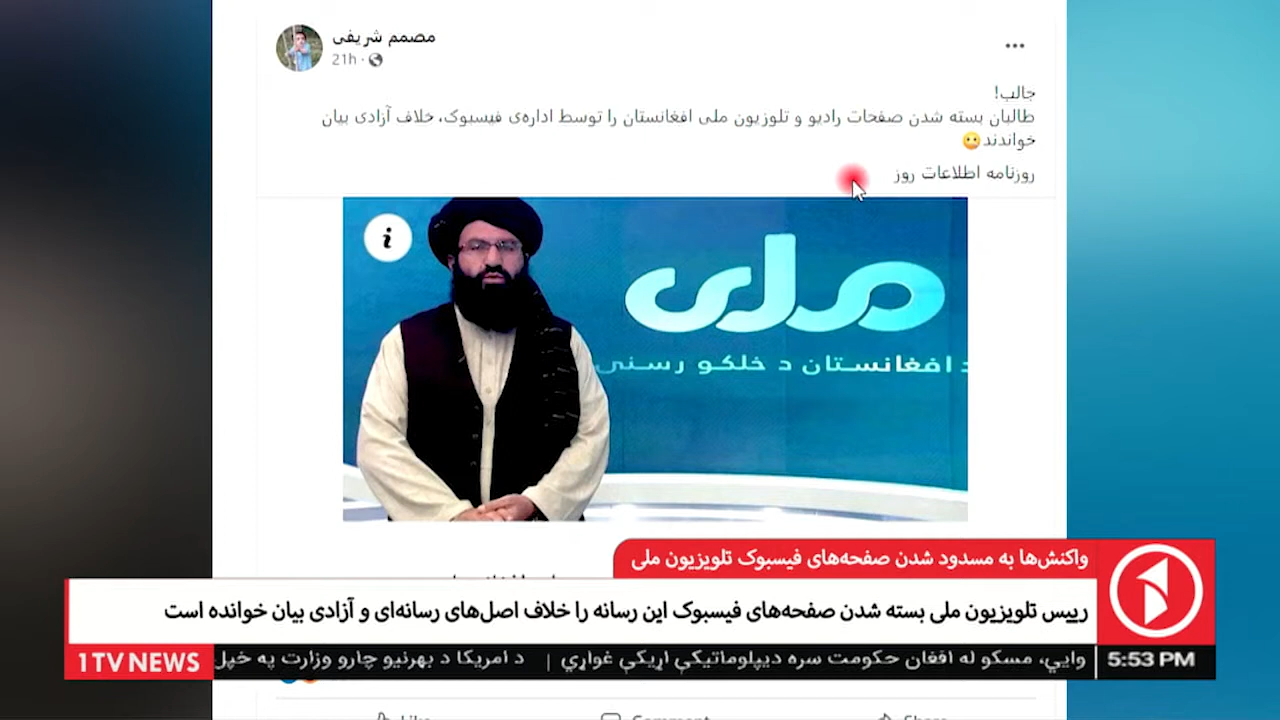 مصمم شریفی
21h
جالب!
طالبان بسته شدن صفحات رادیو و تلوزیون ملی افغانستان را توسط اداره‌ی فیسبوک، خلاف آزادی بیان
خواندند😬
روزنامه اطلاعات روز
i
ملی
د افغانستان د خلکو رسنۍ
واکنش‌ها به مسدود شدن صفحه‌های فیسبوک تلویزیون ملی
رییس تلویزیون ملی بسته شدن صفحه‌های فیسبوک این رسانه را خلاف اصل‌های رسانه‌ای و آزادی بیان خوانده است
1TV NEWS
وايي، مسکو له افغان حکومت سره ډیپلوماتیکې اړیکې غواړي | د امریکا د بهرنیو چارو وزارت په خپل
5:53 PM
Like
Comment
Share